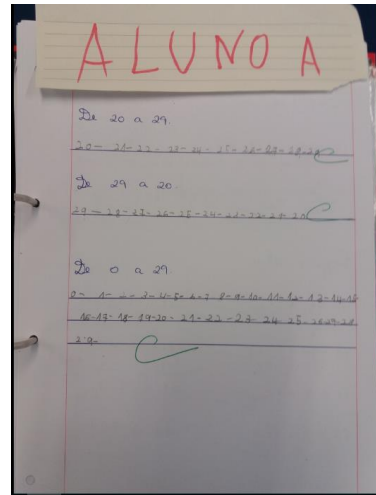 ALUNO A
De 20 a 29.
20- 21-22- 23-24- 25-26-
De 29 a 20.
29-28-27-26-25-24-23-22-21-20
De 0 a 29
0- 1- 2- 3-4-5-6-7- 8-9-10-11-12-13-14-15
16-17-18-19-20-21-22-23-24-25-26-27-28
29-